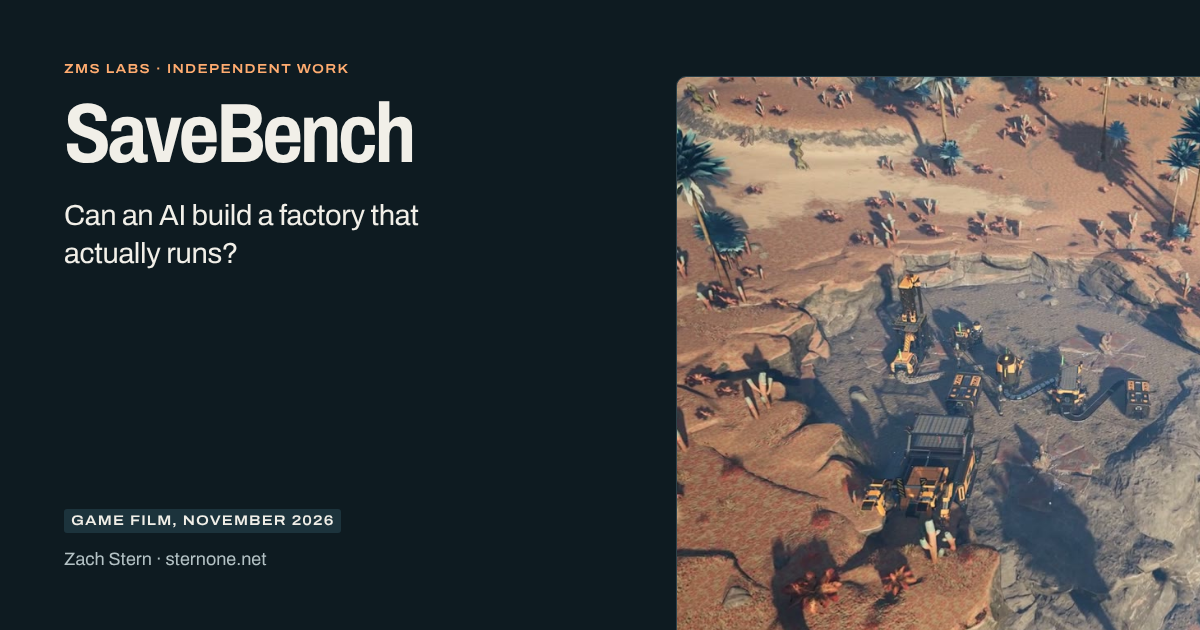 ZMS LABS · INDEPENDENT WORK
SaveBench
Can an AI build a factory that
actually runs?
GAME FILM, NOVEMBER 2026
Zach Stern · sternone.net